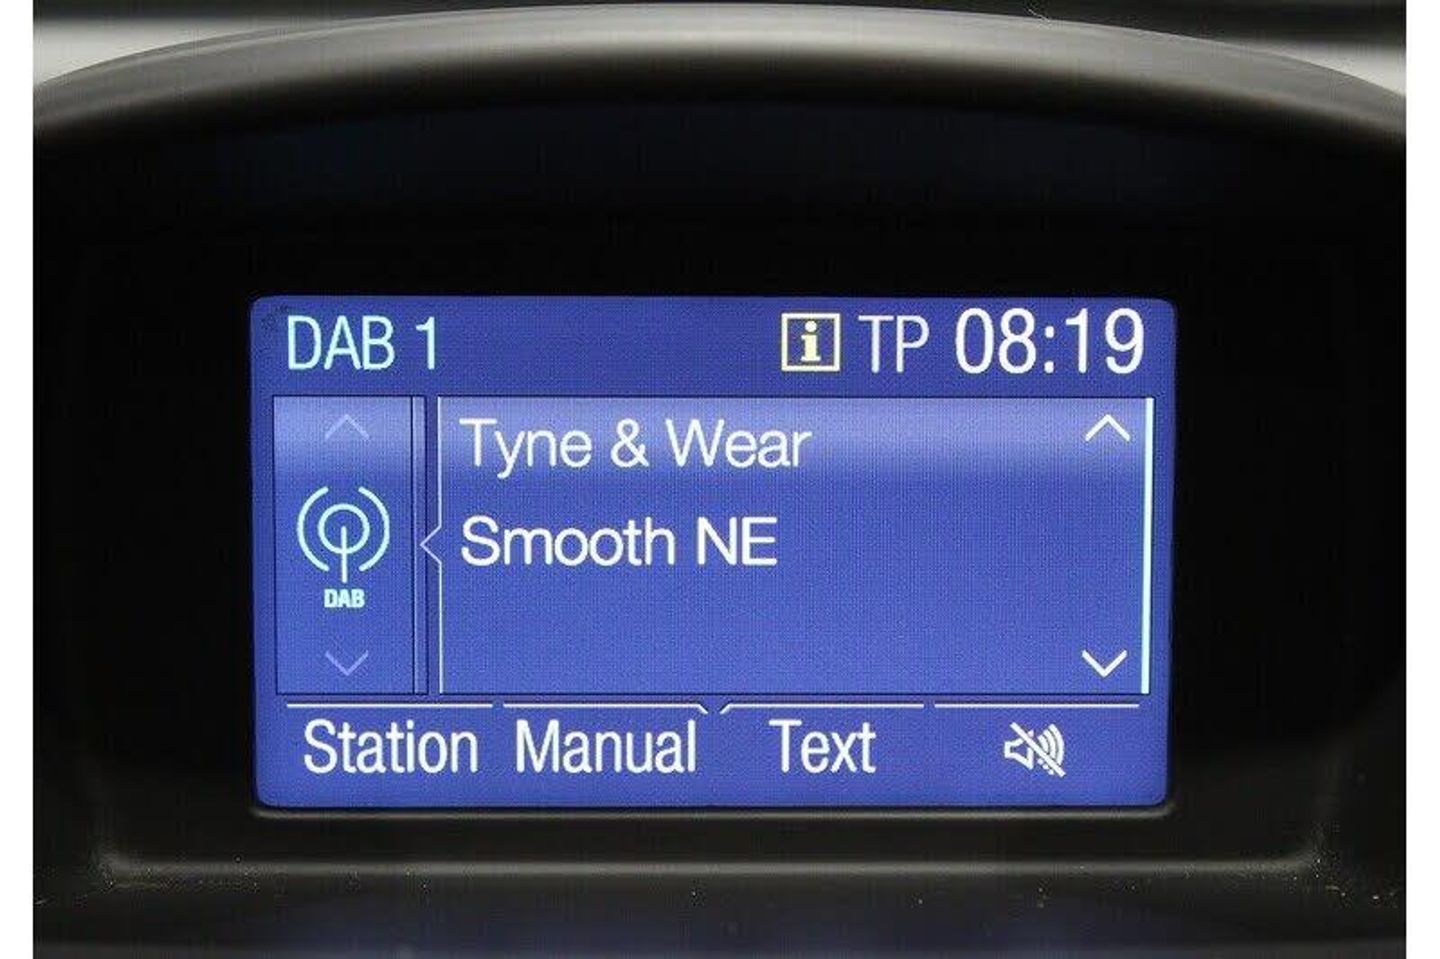 DAB 1 i TP 08:19
Tyne & Wear
Smooth NE
DAB
Station Manual Text